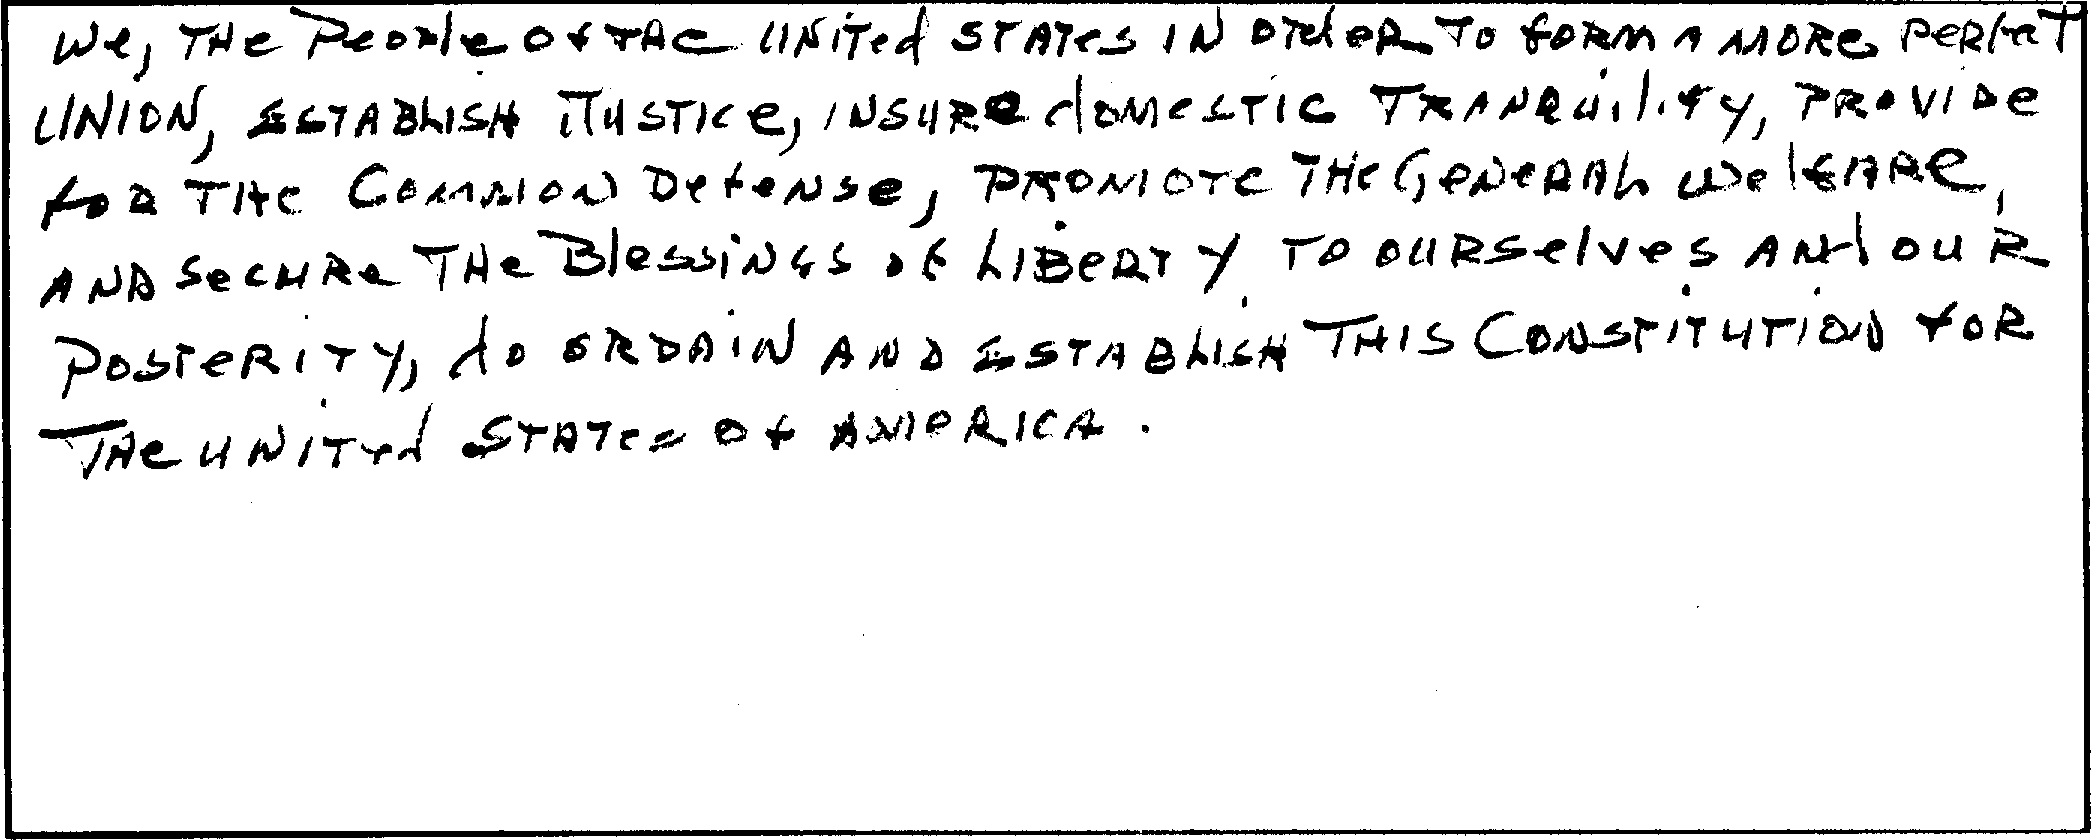 We, THe People of THe UNITed STATes IN OrdeR TO form A MORe PerfecT
UNION, ESTABLISH JUSTICe, INSURe domesTIC TRANQuiliTy, PROVIDe
foR THe COMMON Defense, PROMOTe THe GeNeRAL WelfARe,
AND SecuRe THe BlessiNGS of LIBeRTY TO OURSelves ANd OUR
POSTeRITY, do ORDAIN AND ESTABLISH THIS CONSTITUTION fOR
THe UNITed STATes Of AMeRICA.